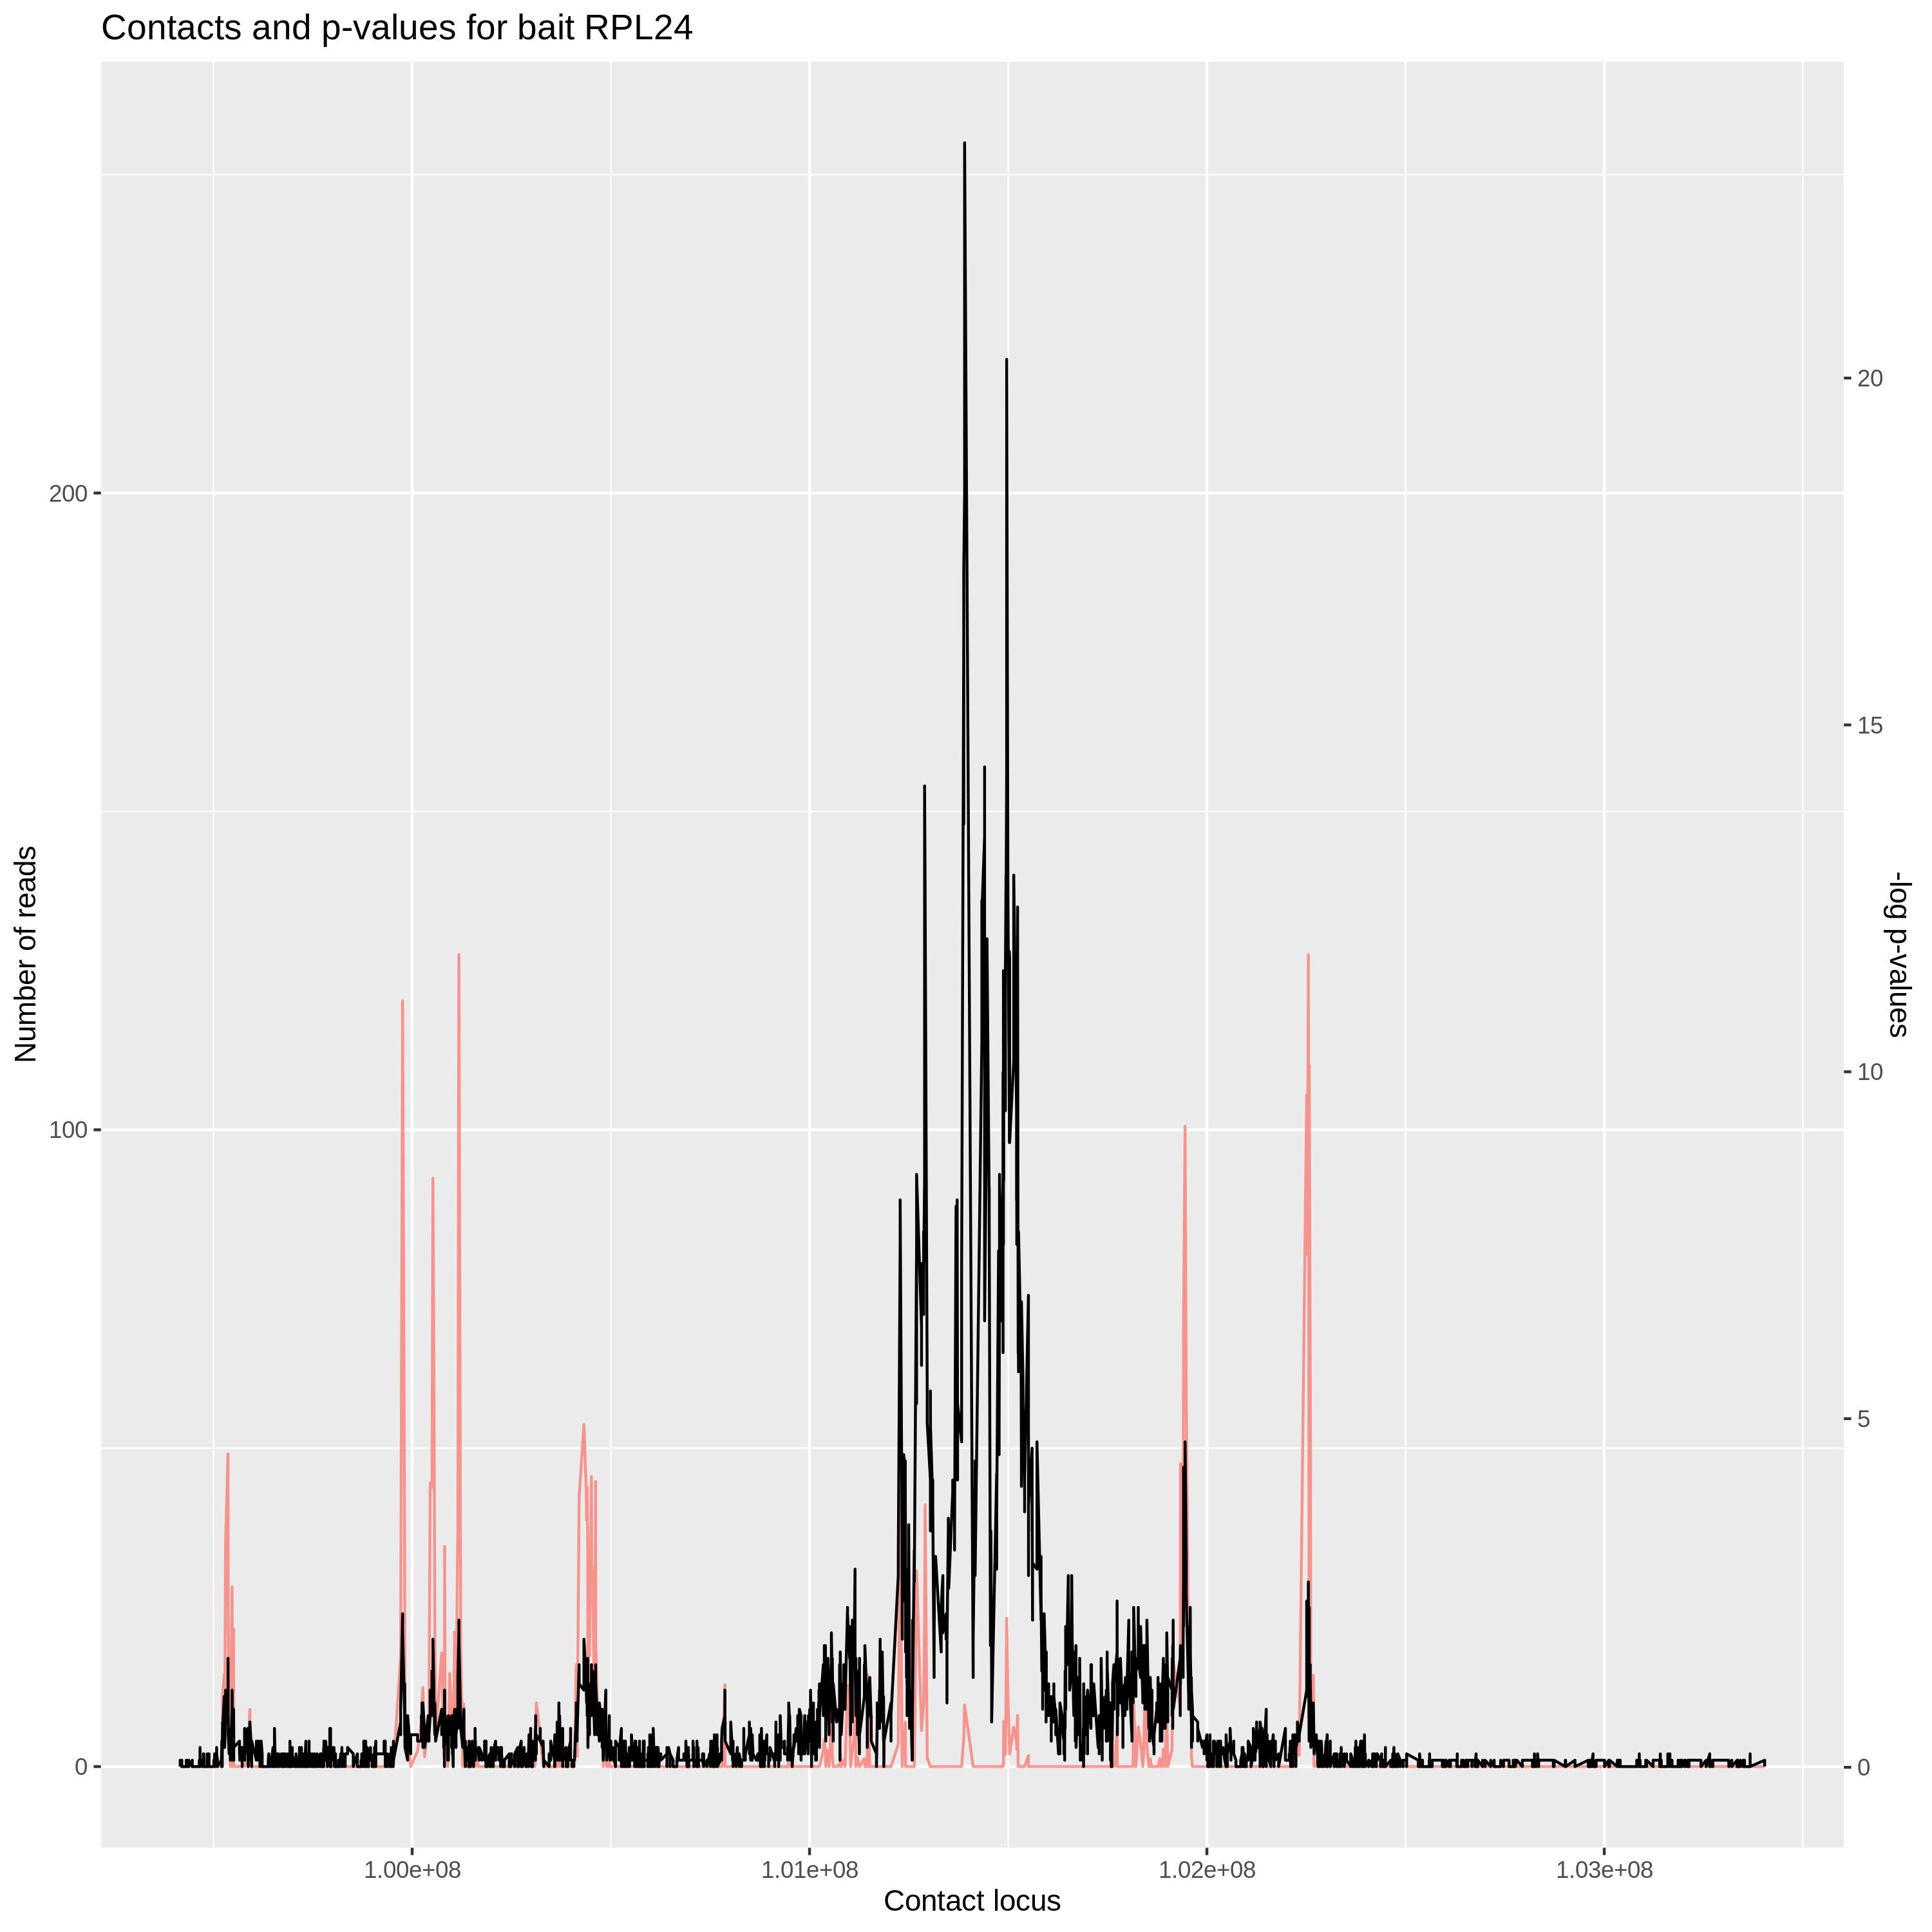 Contacts and p-values for bait RPL24
Number of reads
200
100
0
20
15
10
5
0
-log p-values
1.00e+08
1.01e+08
1.02e+08
1.03e+08
Contact locus